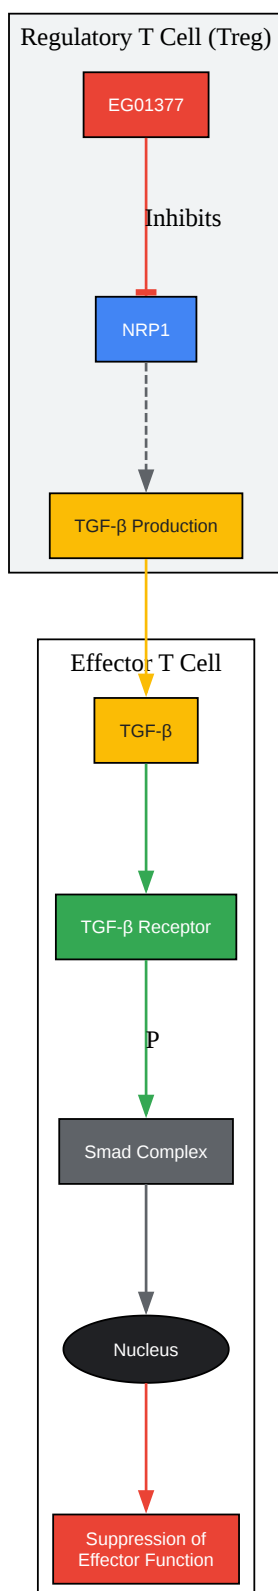 Regulatory T Cell (Treg)
EG01377
Inhibits
NRP1
TGF-β Production
Effector T Cell
TGF-β
TGF-β Receptor
P
Smad Complex
Nucleus
Suppression of
Effector Function